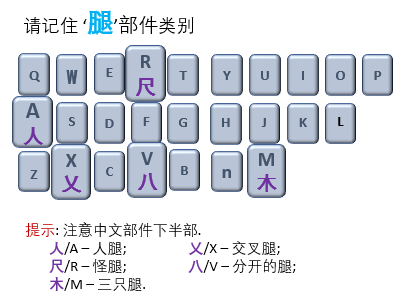 请记住 ‘腿’部件类别
Q W E R 尺 T Y U I O P
A 人 S D F G H J K L
Z X 乂 C V 八 B n M 木
提示: 注意中文部件下半部.
人/A – 人腿; 乂/X – 交叉腿;
尺/R – 怪腿; 八/V – 分开的腿;
木/M – 三只腿.